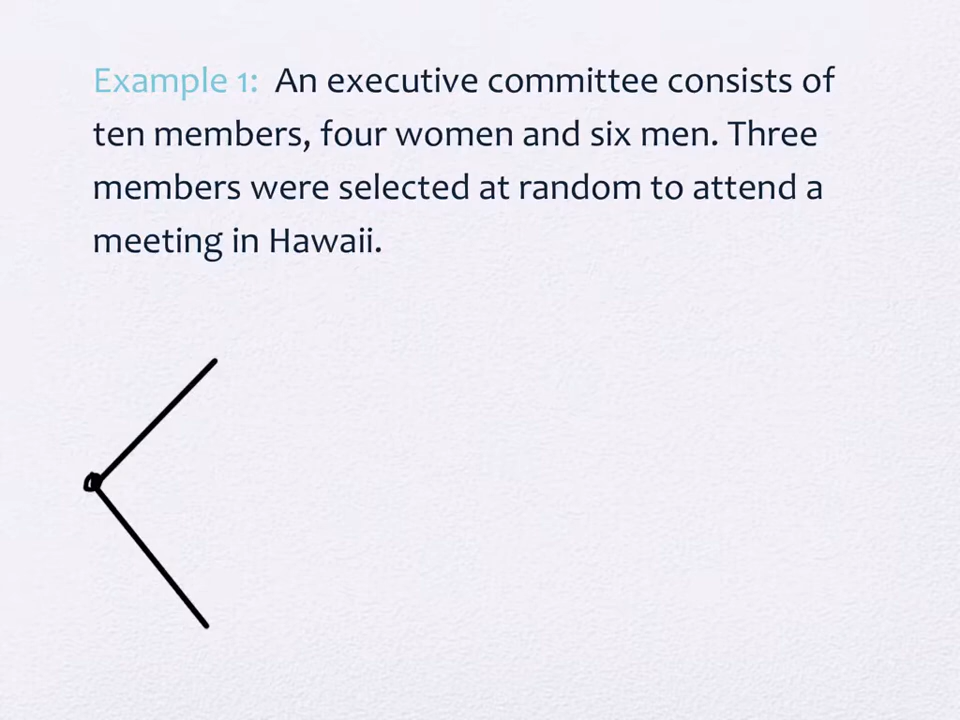 Example 1: An executive committee consists of
ten members, four women and six men. Three
members were selected at random to attend a
meeting in Hawaii.